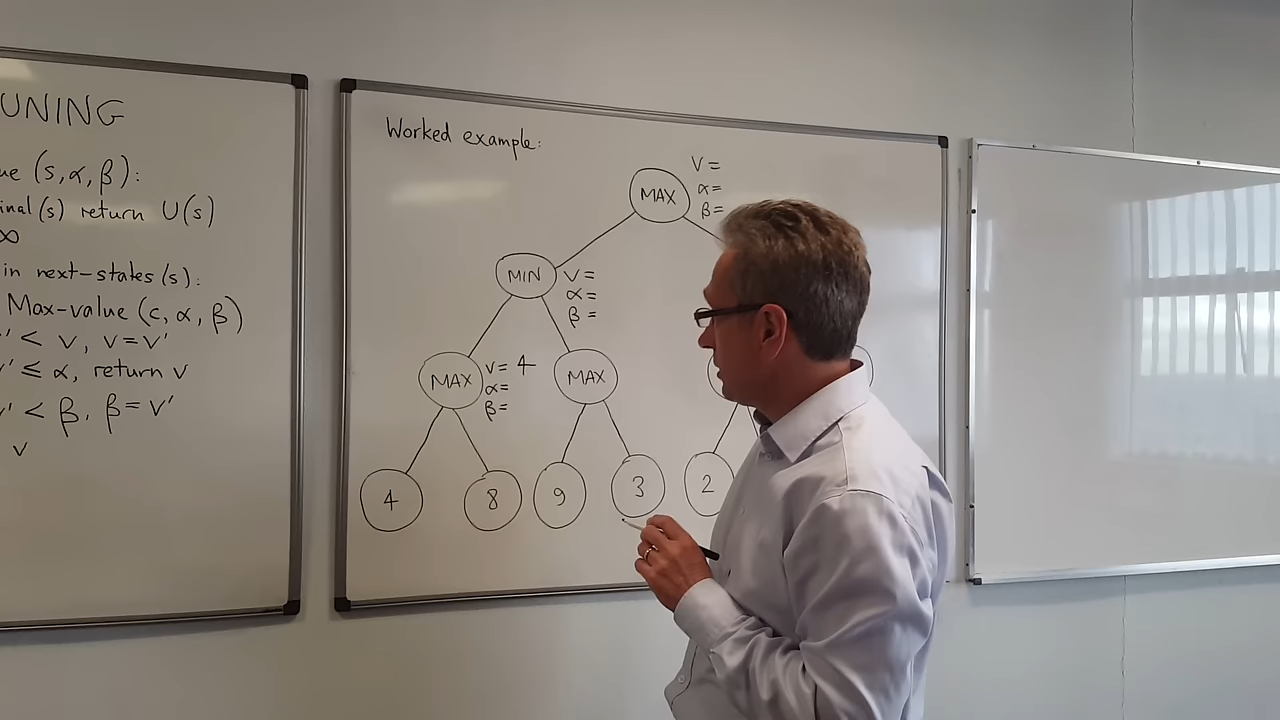 UNING
ue (s,α,β):
inal(s) return U(s)
∞
in next-states(s):
Max-value (c, α, β)
' < v, v=v'
v' ≤ α, return v
v' < β, β=v'
v
Worked example:
MAX
v=
α=
β=
MIN
v=
α=
β=
MAX
v= 4
α=
β=
MAX
4
8
9
3
2